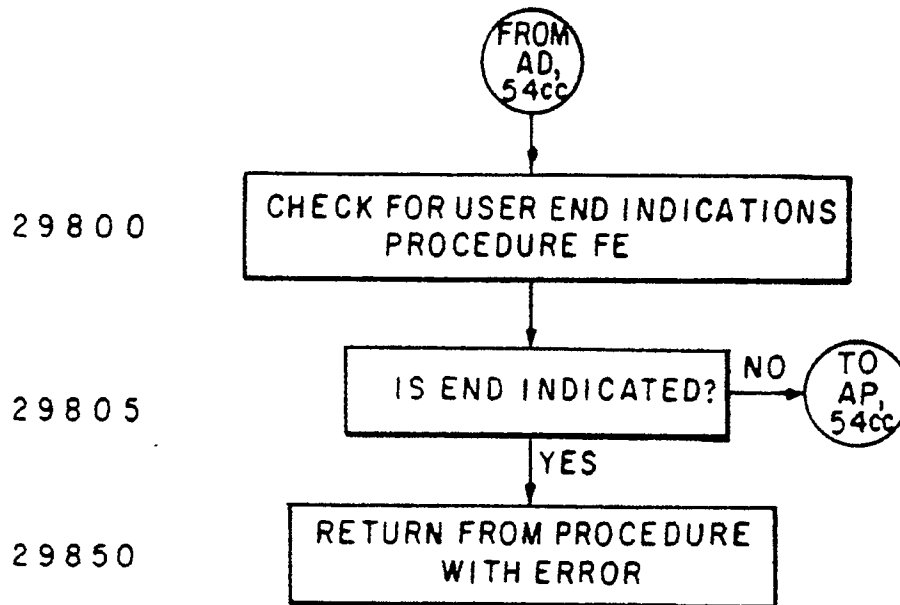 FROM
AD,
54cc
29800
CHECK FOR USER END INDICATIONS
PROCEDURE FE
29805
IS END INDICATED?
NO
TO
AP,
54cc
YES
29850
RETURN FROM PROCEDURE
WITH ERROR